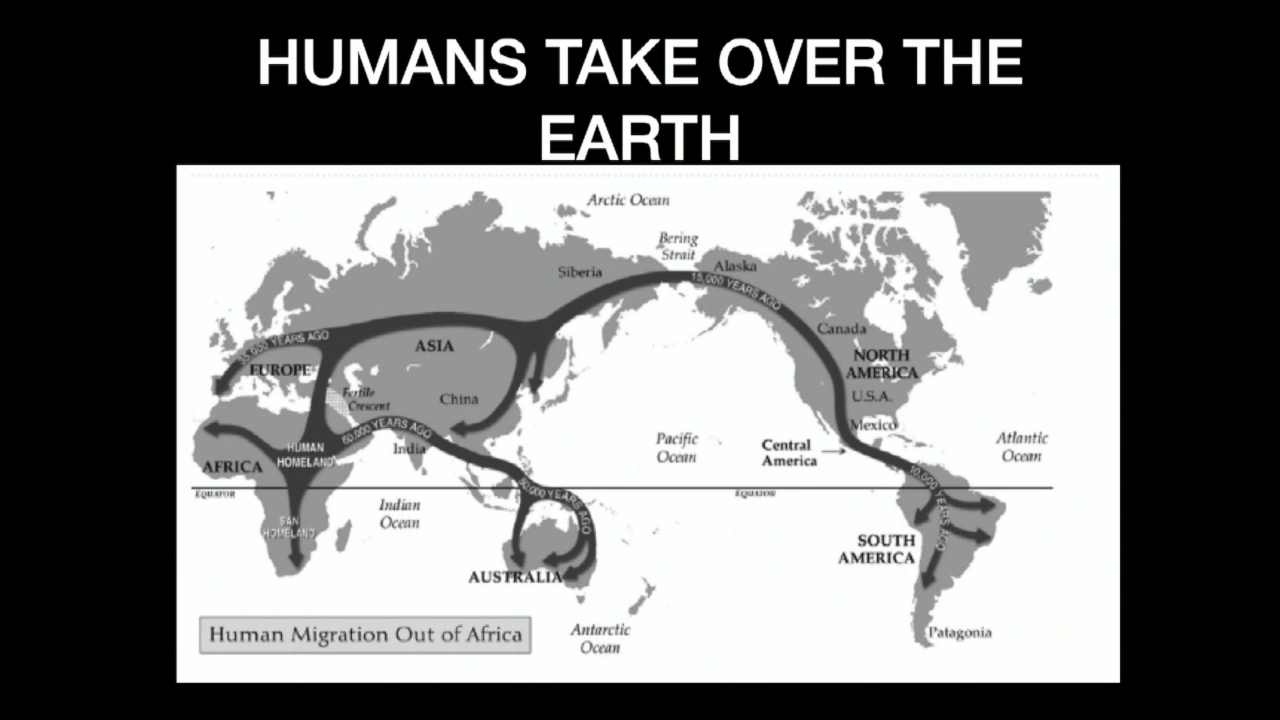 HUMANS TAKE OVER THE
EARTH
Arctic Ocean
Bering
Strait
Siberia
Alaska
15,000 YEARS AGO
Canada
35,000 YEARS AGO
ASIA
EUROPE
NORTH
AMERICA
U.S.A.
Fertile
Crescent
China
60,000 YEARS AGO
Mexico
India
HUMAN
HOMELAND
Pacific
Ocean
Central
America
Atlantic
Ocean
AFRICA
10,000 YEARS AGO
50,000 YEARS AGO
EQUATOR
EQUATOR
Indian
Ocean
SAN
HOMELAND
SOUTH
AMERICA
AUSTRALIA
Human Migration Out of Africa
Antarctic
Ocean
Patagonia